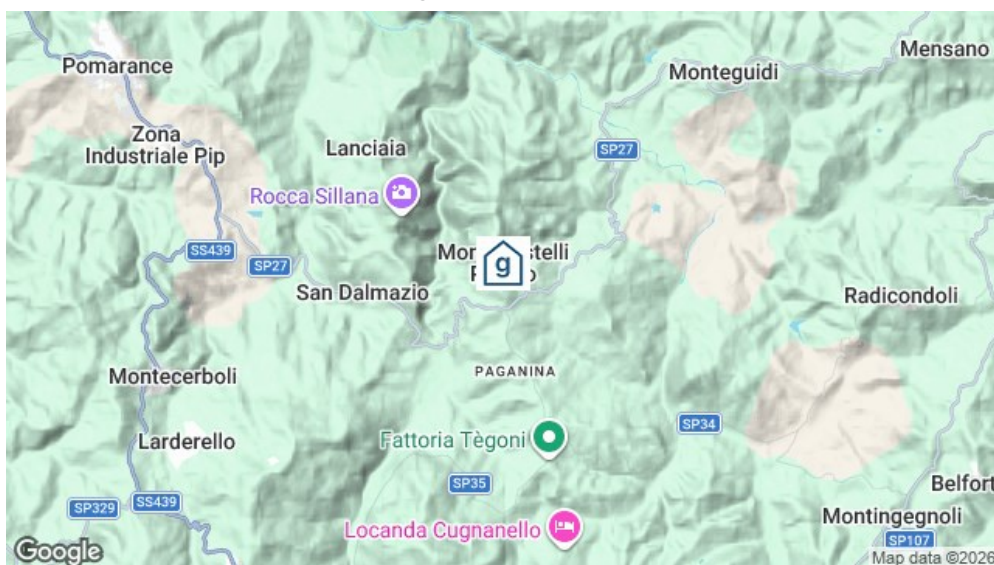 Pomarance
Mensano
Monteguidi
Zona
Industriale Pip
Lanciaia
SP27
Rocca Sillana
SS439
SP27
g
San Dalmazio
Radicondoli
PAGANINA
Montecerboli
SP34
Larderello
Fattoria Tègoni
SP35
Belfort
SP329
SS439
Locanda Cugnanello
Montingegnoli
SP107
Google
Map data ©2026